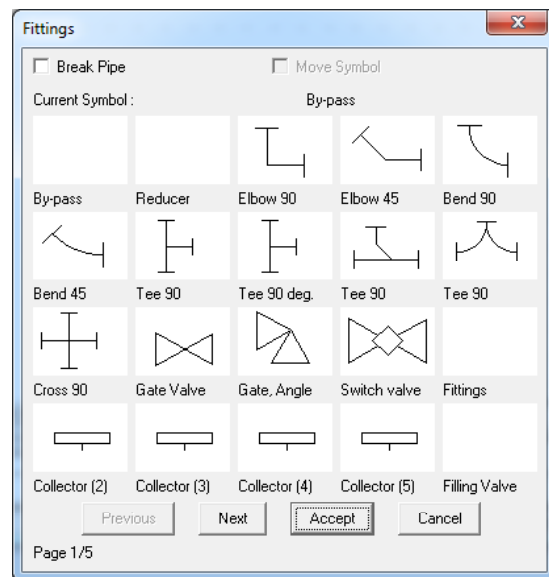 Fittings
Break Pipe Move Symbol
Current Symbol : By-pass
By-pass Reducer Elbow 90 Elbow 45 Bend 90
Bend 45 Tee 90 Tee 90 deg. Tee 90 Tee 90
Cross 90 Gate Valve Gate, Angle Switch valve Fittings
Collector (2) Collector (3) Collector (4) Collector (5) Filling Valve
Previous Next Accept Cancel
Page 1/5